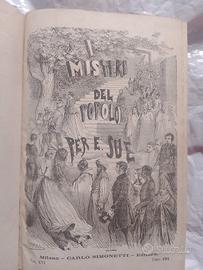 I
MISTERI
DEL
POPOLO
PER E. SUE
Milano - CARLO SIMONETTI - Editore